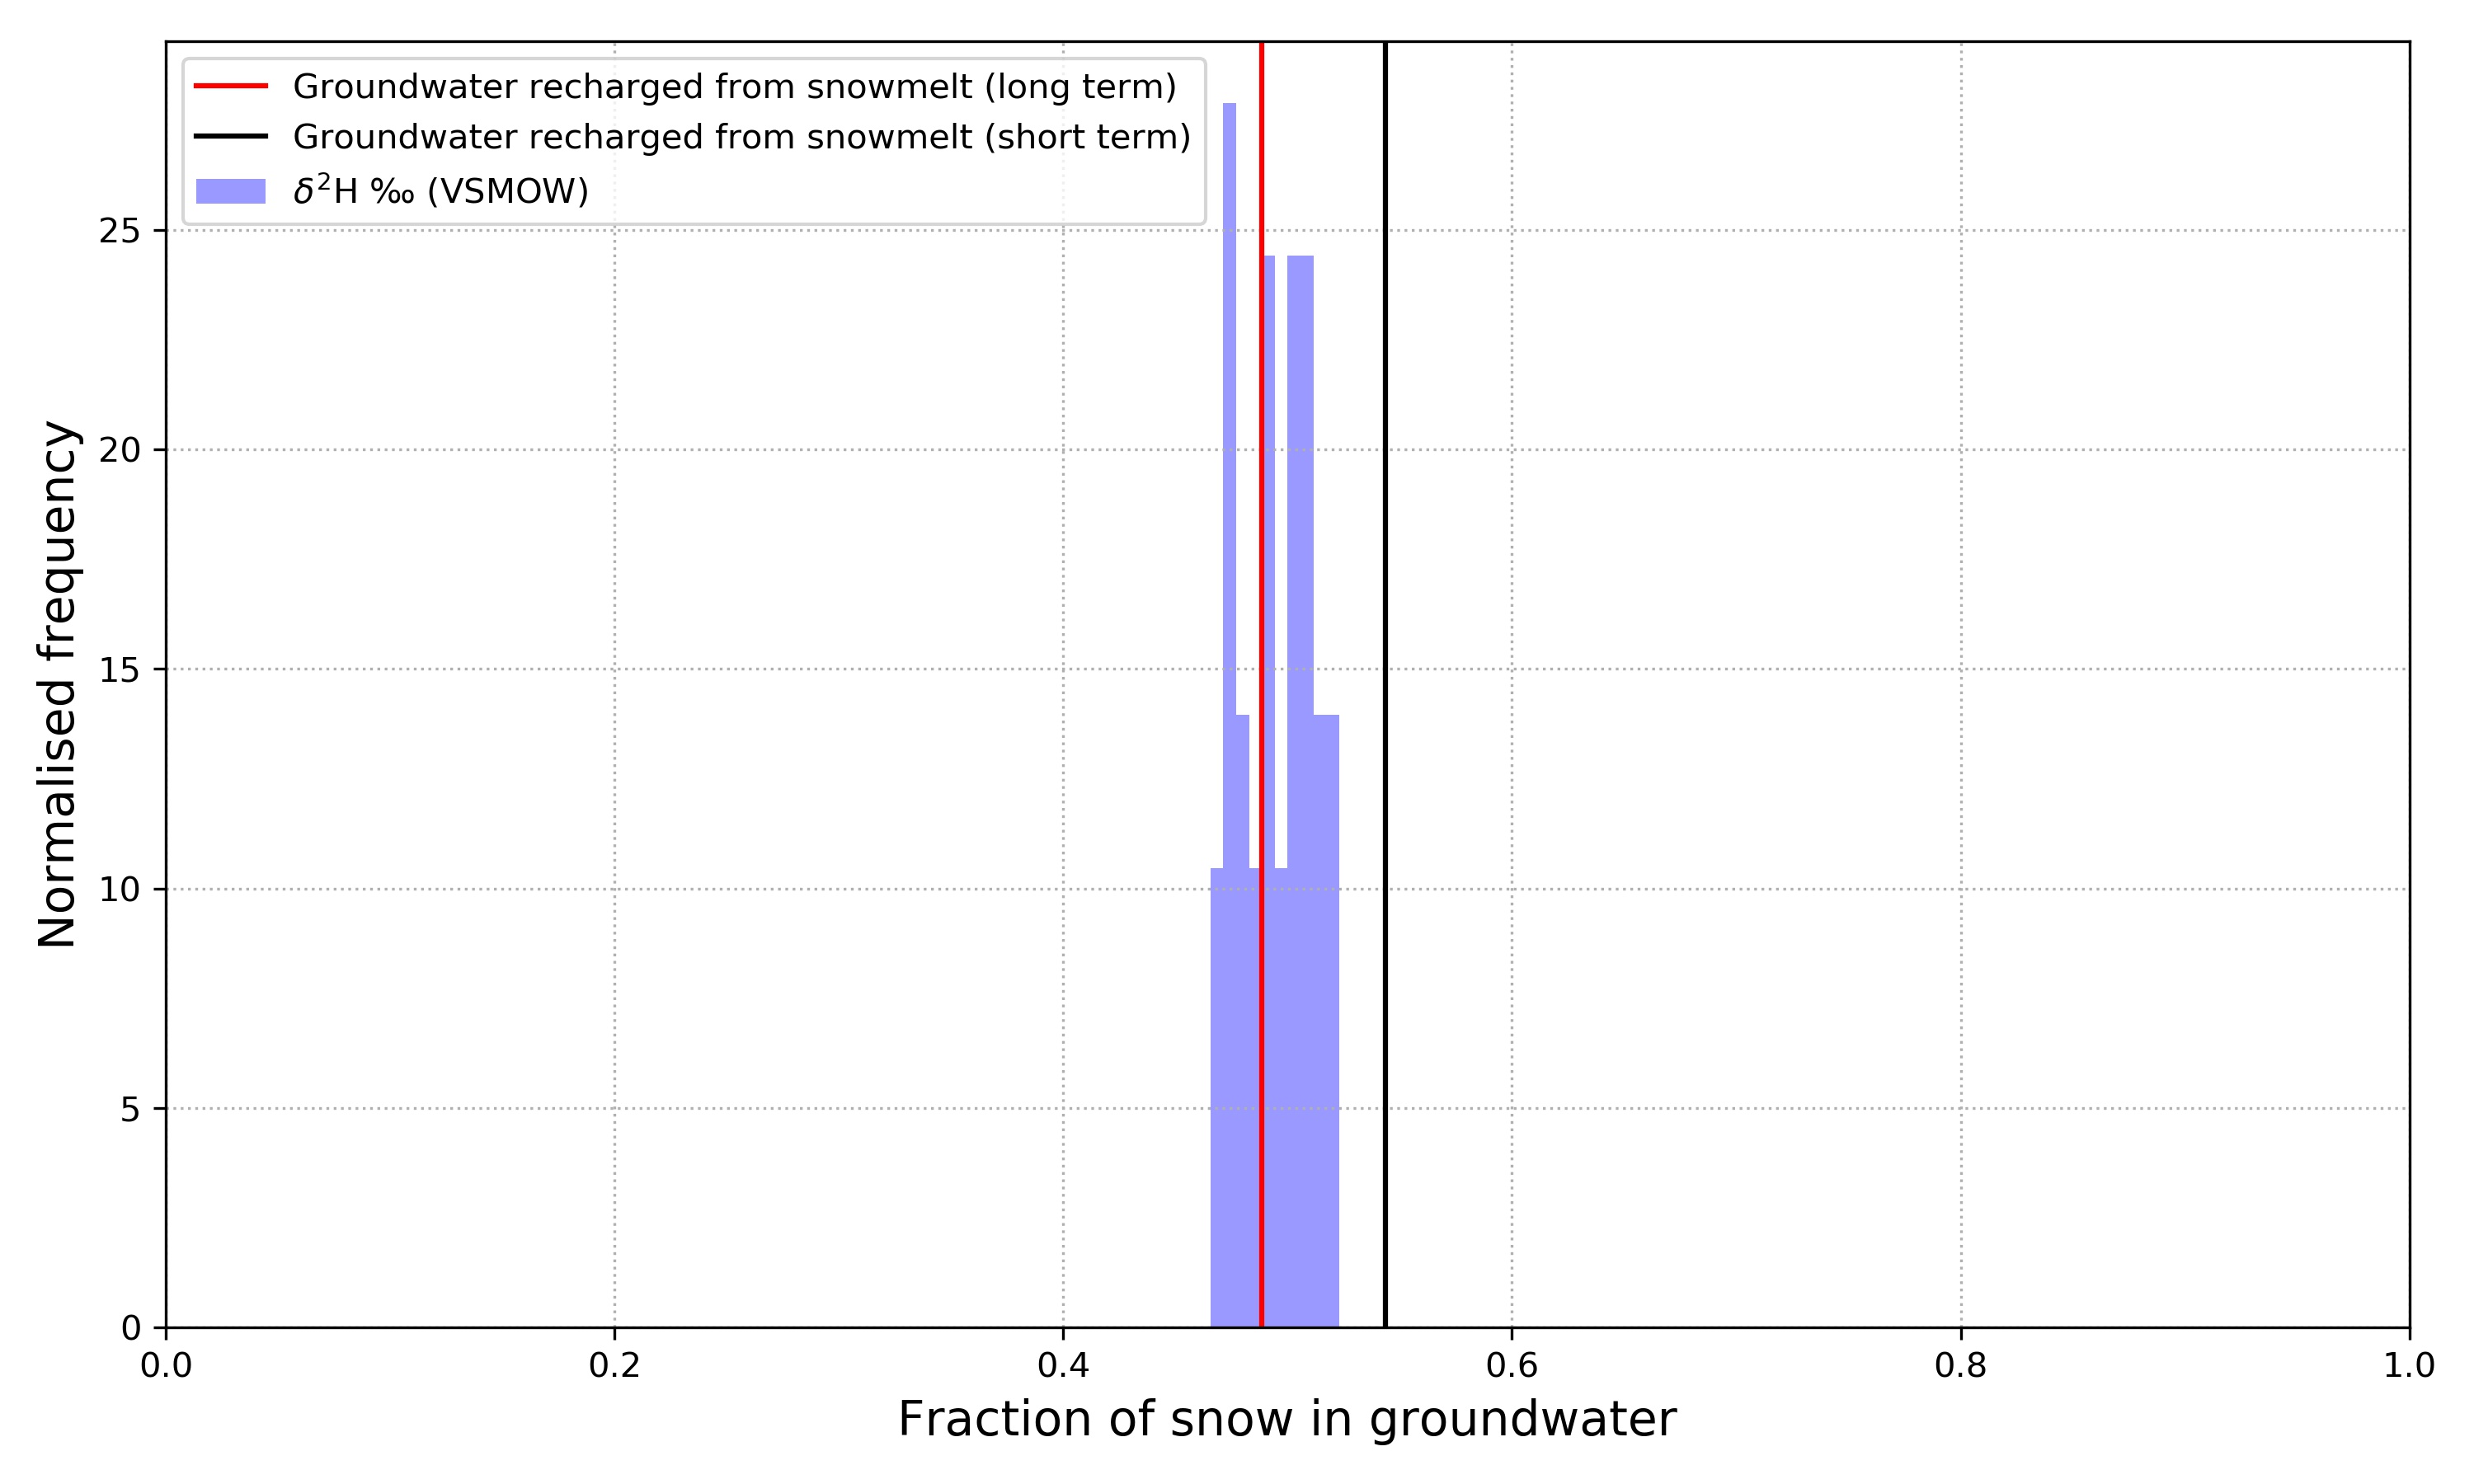 Groundwater recharged from snowmelt (long term)
Groundwater recharged from snowmelt (short term)
δ²H ‰ (VSMOW)
25
20
15
10
5
0
Normalised frequency
0.0 0.2 0.4 0.6 0.8 1.0
Fraction of snow in groundwater